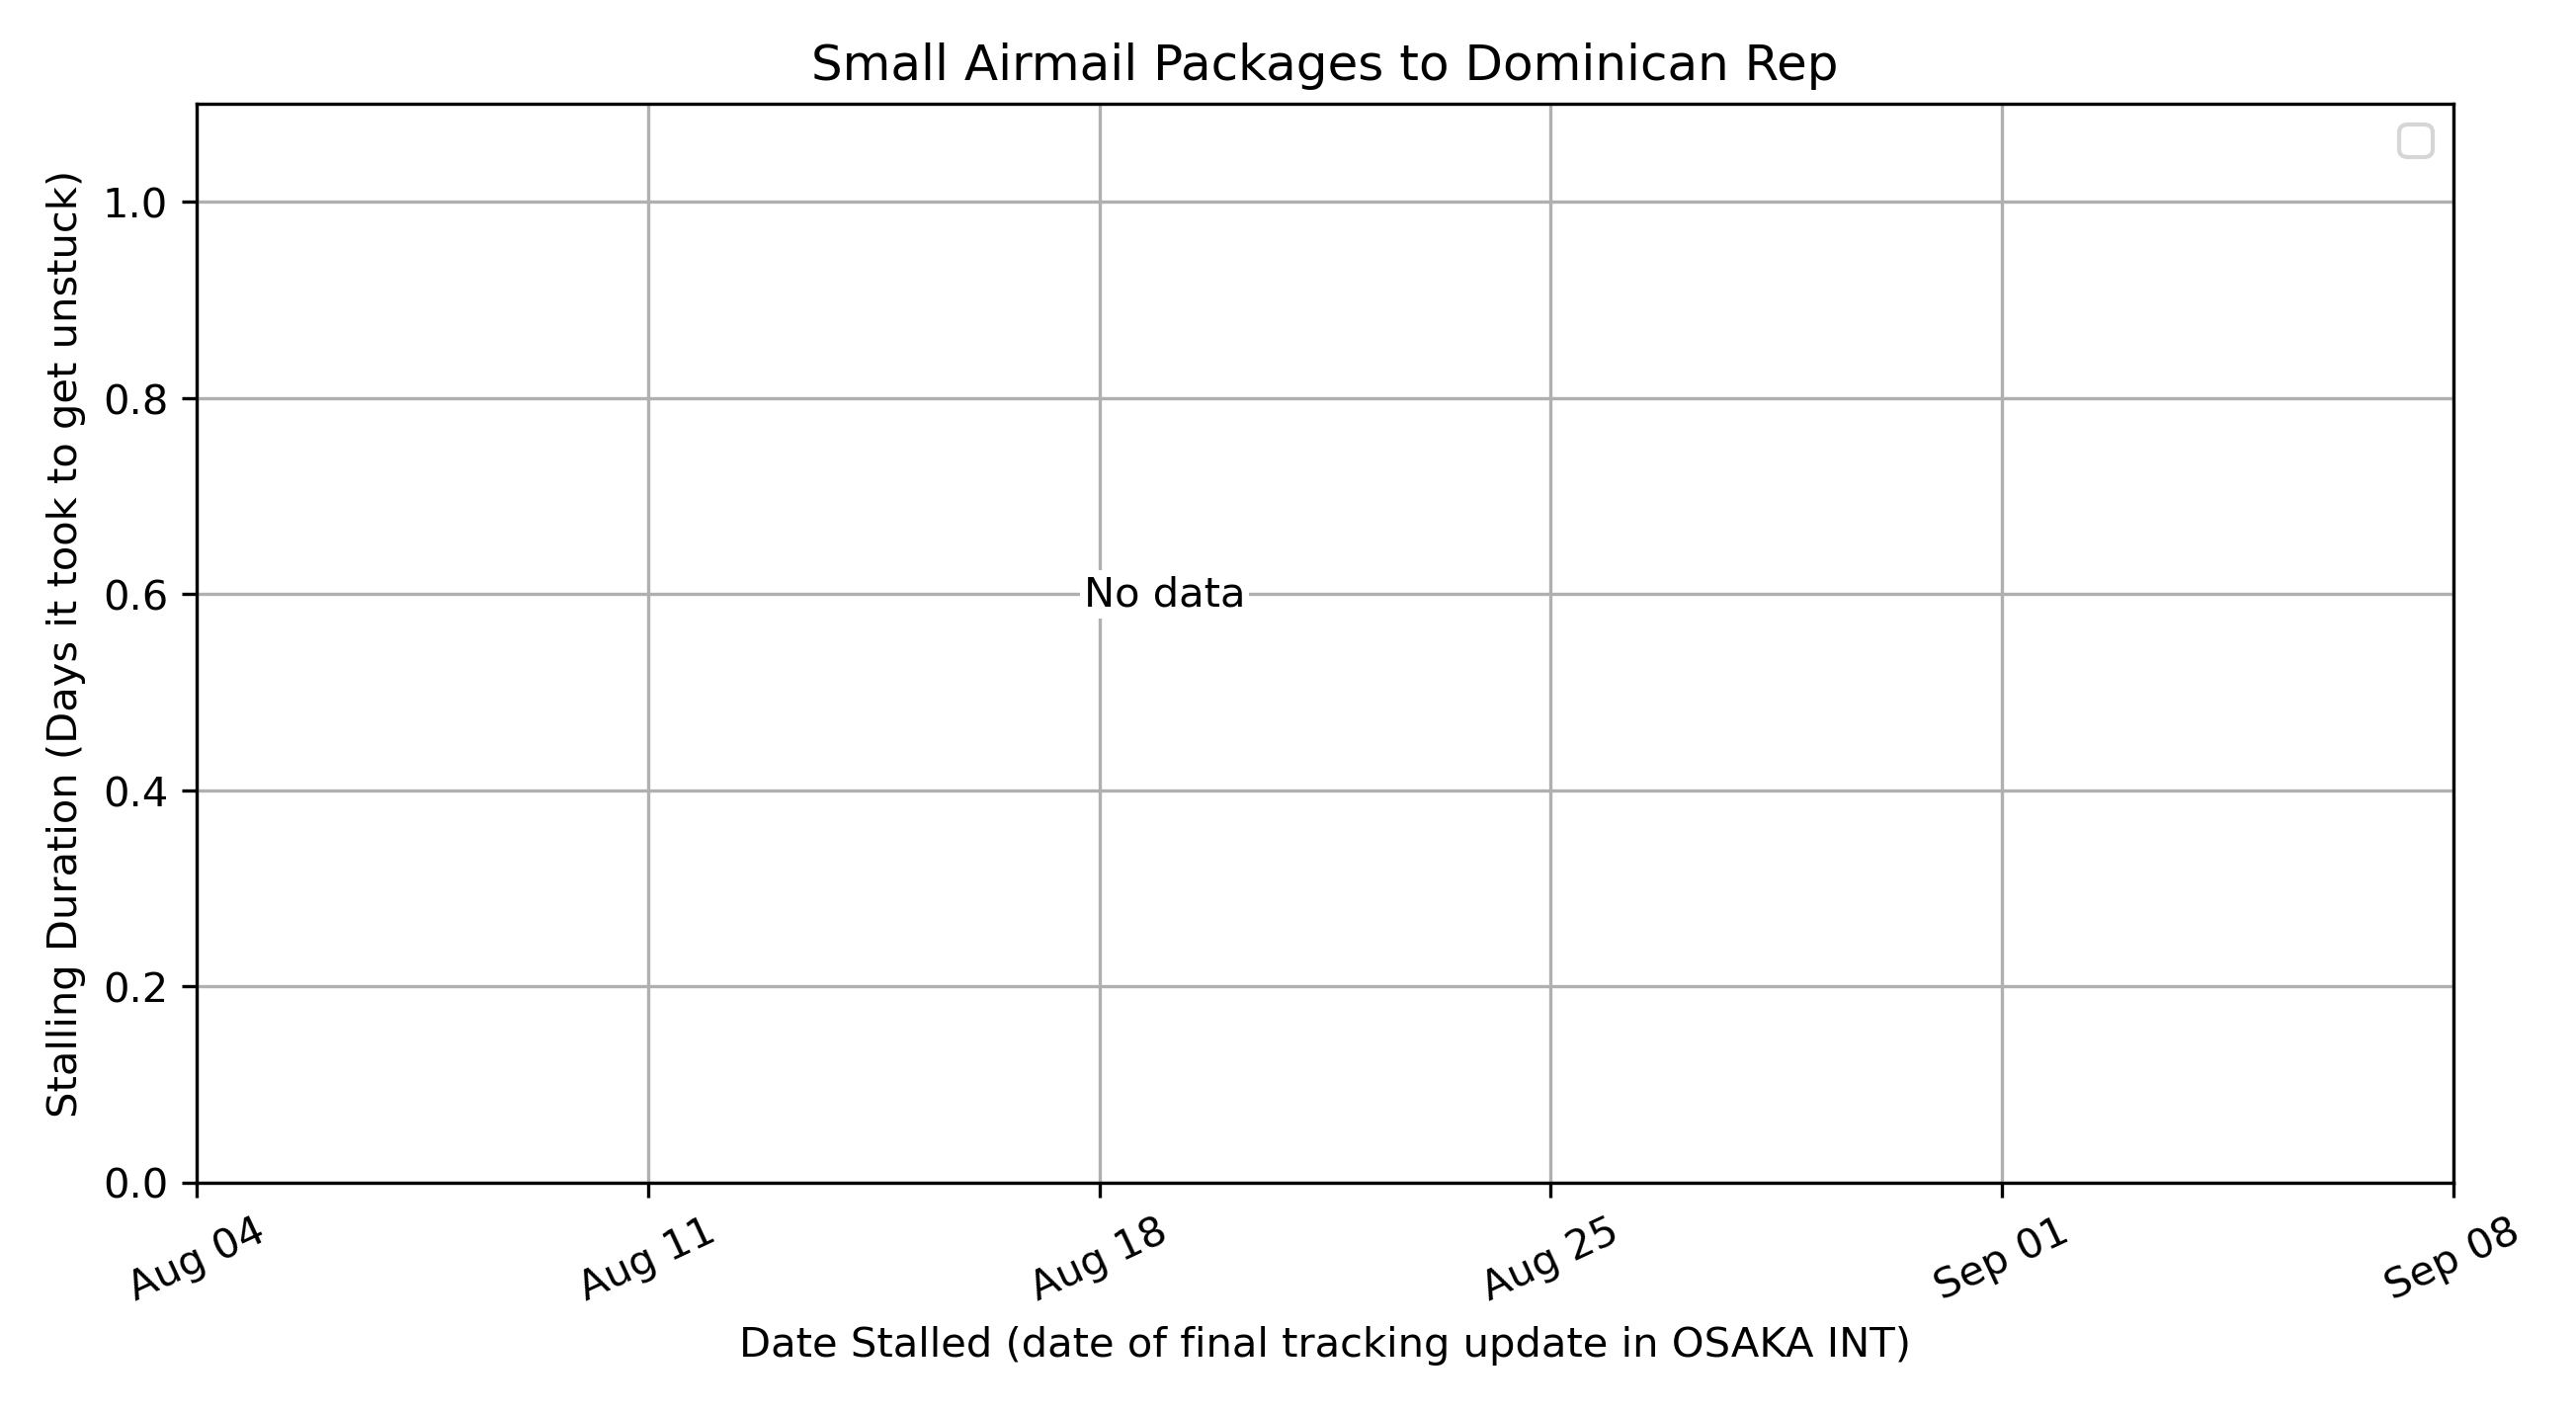 Small Airmail Packages to Dominican Rep
Stalling Duration (Days it took to get unstuck)
1.0
0.8
0.6
0.4
0.2
0.0
No data
Aug 04
Aug 11
Aug 18
Aug 25
Sep 01
Sep 08
Date Stalled (date of final tracking update in OSAKA INT)